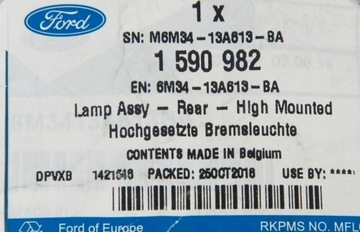 Ford
1 x
SN: M6M34-13A613-BA
1 590 982
EN: 6M34-13A613-BA
Lamp Assy - Rear - High Mounted
Hochgesetzte Bremsleuchte
CONTENTS MADE IN Belgium
DPVXB 1421546 PACKED: 25OCT2016 USE BY: ****
Ford of Europe RKPMS NO. MFL